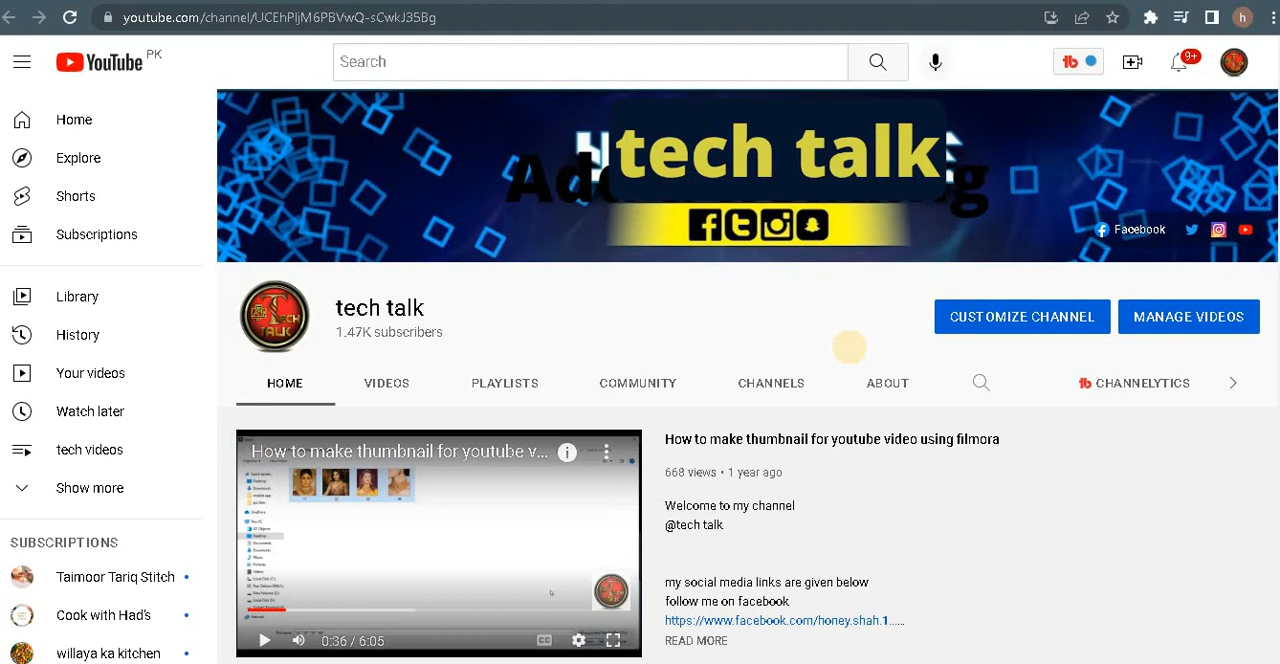 youtube.com/channel/UCEhPljM6PBVwQ-sCwkJ35Bg
h
YouTube PK
Search
9+
tech talk
Facebook
Home
Explore
Shorts
Subscriptions
Library
History
Your videos
Watch later
tech videos
Show more
SUBSCRIPTIONS
Taimoor Tariq Stitch
Cook with Had's
willaya ka kitchen
TECH
TALK
tech talk
1.47K subscribers
CUSTOMIZE CHANNEL
MANAGE VIDEOS
HOME
VIDEOS
PLAYLISTS
COMMUNITY
CHANNELS
ABOUT
CHANNELYTICS
How to make thumbnail for youtube v...
0:36 / 6:05
How to make thumbnail for youtube video using filmora
668 views • 1 year ago
Welcome to my channel
@tech talk
my soial media links are given below
follow me on facebook
https://www.facebook.com/honey.shah.1......
READ MORE